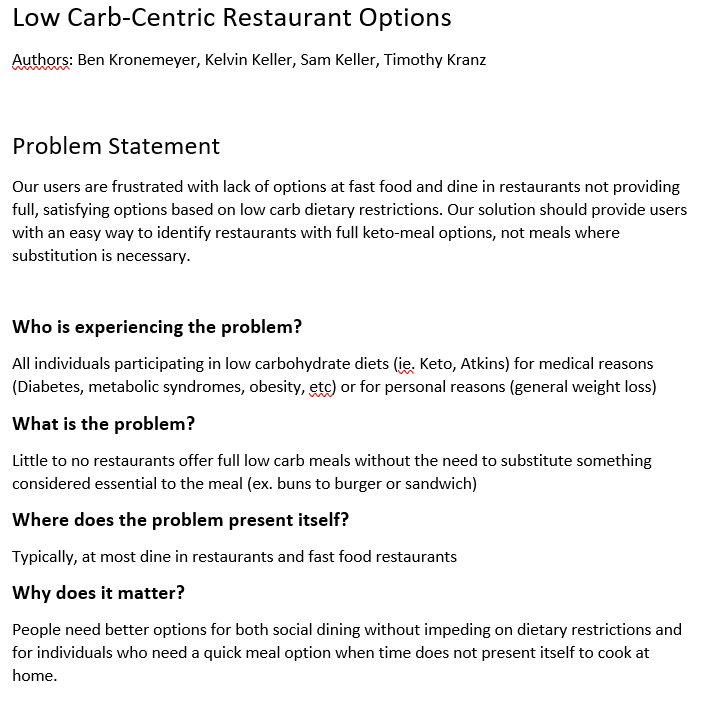 Low Carb-Centric Restaurant Options
Authors: Ben Kronemeyer, Kelvin Keller, Sam Keller, Timothy Kranz
Problem Statement
Our users are frustrated with lack of options at fast food and dine in restaurants not providing
full, satisfying options based on low carb dietary restrictions. Our solution should provide users
with an easy way to identify restaurants with full keto-meal options, not meals where
substitution is necessary.
Who is experiencing the problem?
All individuals participating in low carbohydrate diets (ie. Keto, Atkins) for medical reasons
(Diabetes, metabolic syndromes, obesity, etc) or for personal reasons (general weight loss)
What is the problem?
Little to no restaurants offer full low carb meals without the need to substitute something
considered essential to the meal (ex. buns to burger or sandwich)
Where does the problem present itself?
Typically, at most dine in restaurants and fast food restaurants
Why does it matter?
People need better options for both social dining without impeding on dietary restrictions and
for individuals who need a quick meal option when time does not present itself to cook at
home.